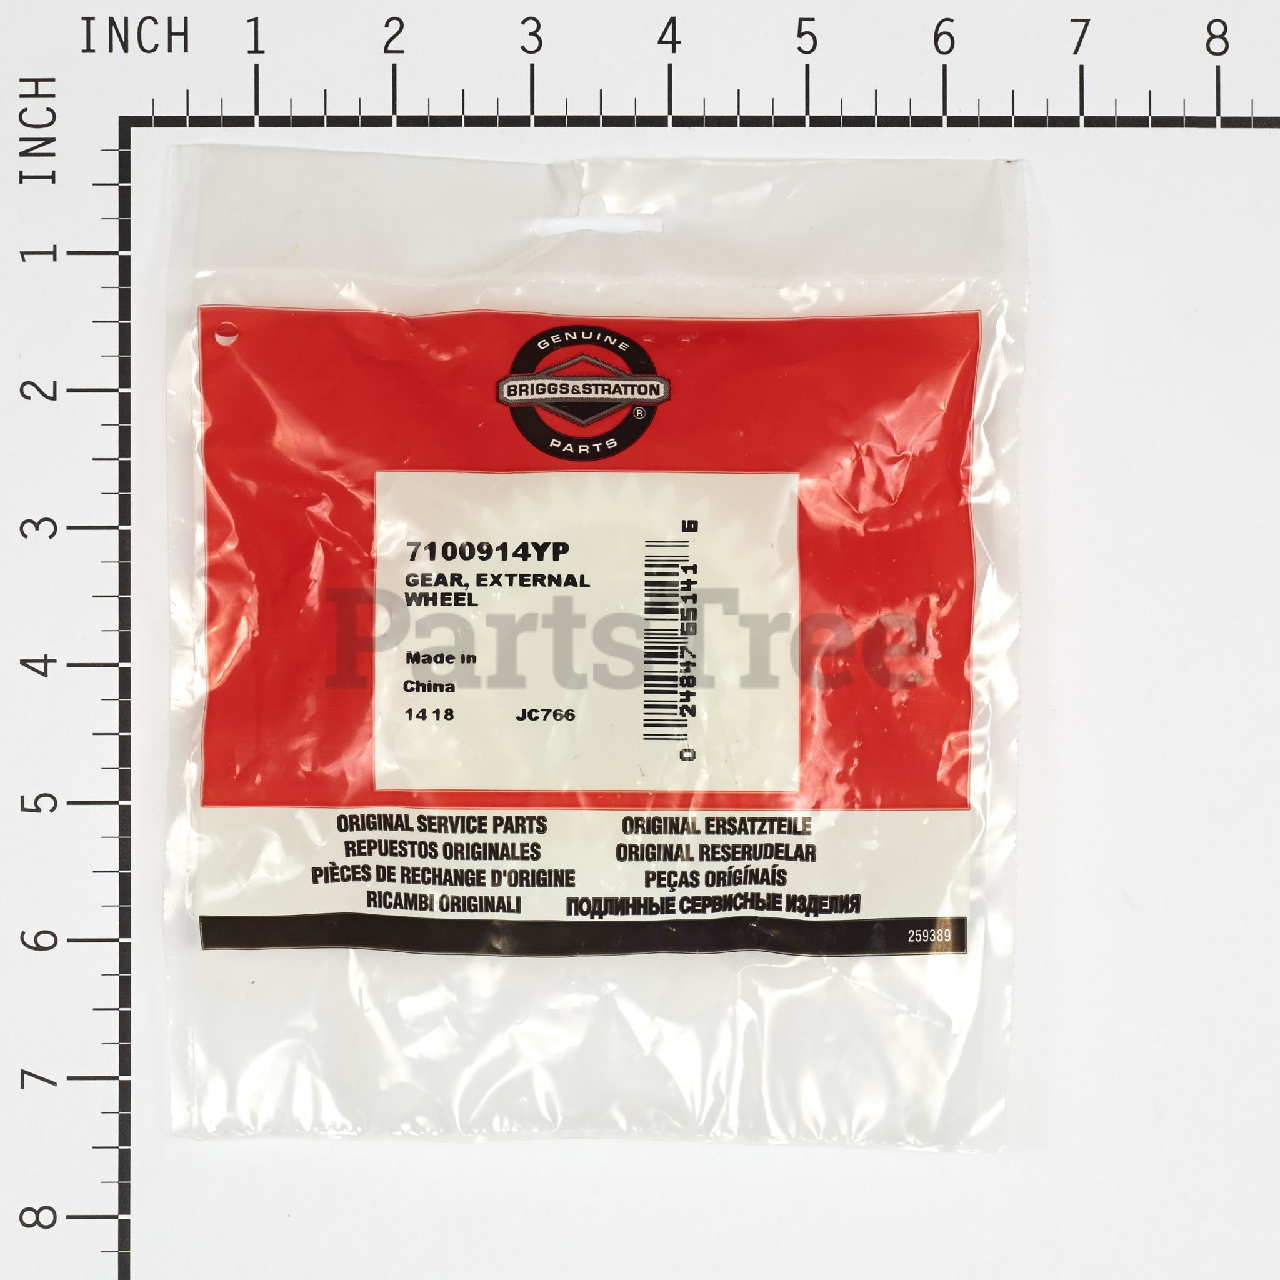 INCH 1 2 3 4 5 6 7 8
INCH
1
2
3
4
5
6
7
8
GENUINE
BRIGGS&STRATTON
®
PARTS
7100914YP
GEAR, EXTERNAL
WHEEL
PartsTree
Made in
China
14 18 JC766
0 24847 65141 6
ORIGINAL SERVICE PARTS ORIGINAL ERSATZTEILE
REPUESTOS ORIGINALES ORIGINAL RESERUDELAR
PIÈCES DE RECHANGE D'ORIGINE PEÇAS ORÍGÍNAÍS
RICAMBI ORIGINALI ПОДЛИННЫЕ СЕРВИСНЫЕ ИЗДЕЛИЯ
259389